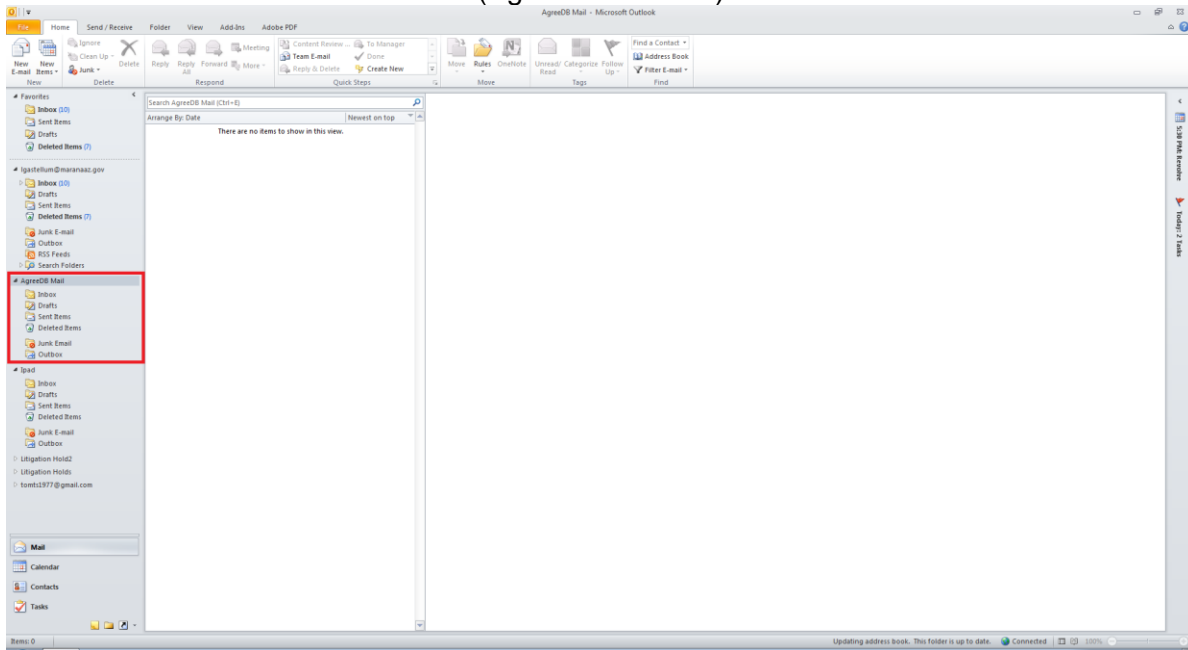 AgreeDB Mail - Microsoft Outlook
File Home Send / Receive Folder View Add-Ins Adobe PDF
New E-mail
New Items
New
Ignore
Clean Up
Junk
Delete
Delete
Reply
Reply All
Forward
Meeting
More
Respond
Content Review ...
Team E-mail
Reply & Delete
To Manager
Done
Create New
Quick Steps
Move
Rules
OneNote
Move
Unread/ Read
Categorize
Follow Up
Tags
Find a Contact
Address Book
Filter E-mail
Find
Favorites
Inbox (10)
Sent Items
Drafts
Deleted Items (7)
lgastellum@maranaaz.gov
Inbox (10)
Drafts
Sent Items
Deleted Items (7)
Junk E-mail
Outbox
RSS Feeds
Search Folders
AgreeDB Mail
Inbox
Drafts
Sent Items
Deleted Items
Junk Email
Outbox
Ipad
Inbox
Drafts
Sent Items
Deleted Items
Junk E-mail
Outbox
Litigation Hold2
Litigation Holds
tomts1977@gmail.com
Mail
Calendar
Contacts
Tasks
Search AgreeDB Mail (Ctrl+E)
Arrange By: Date Newest on top
There are no items to show in this view.
5:30 PM: Revolve
Today: 2 Tasks
Items: 0
Updating address book. This folder is up to date. Connected 100%